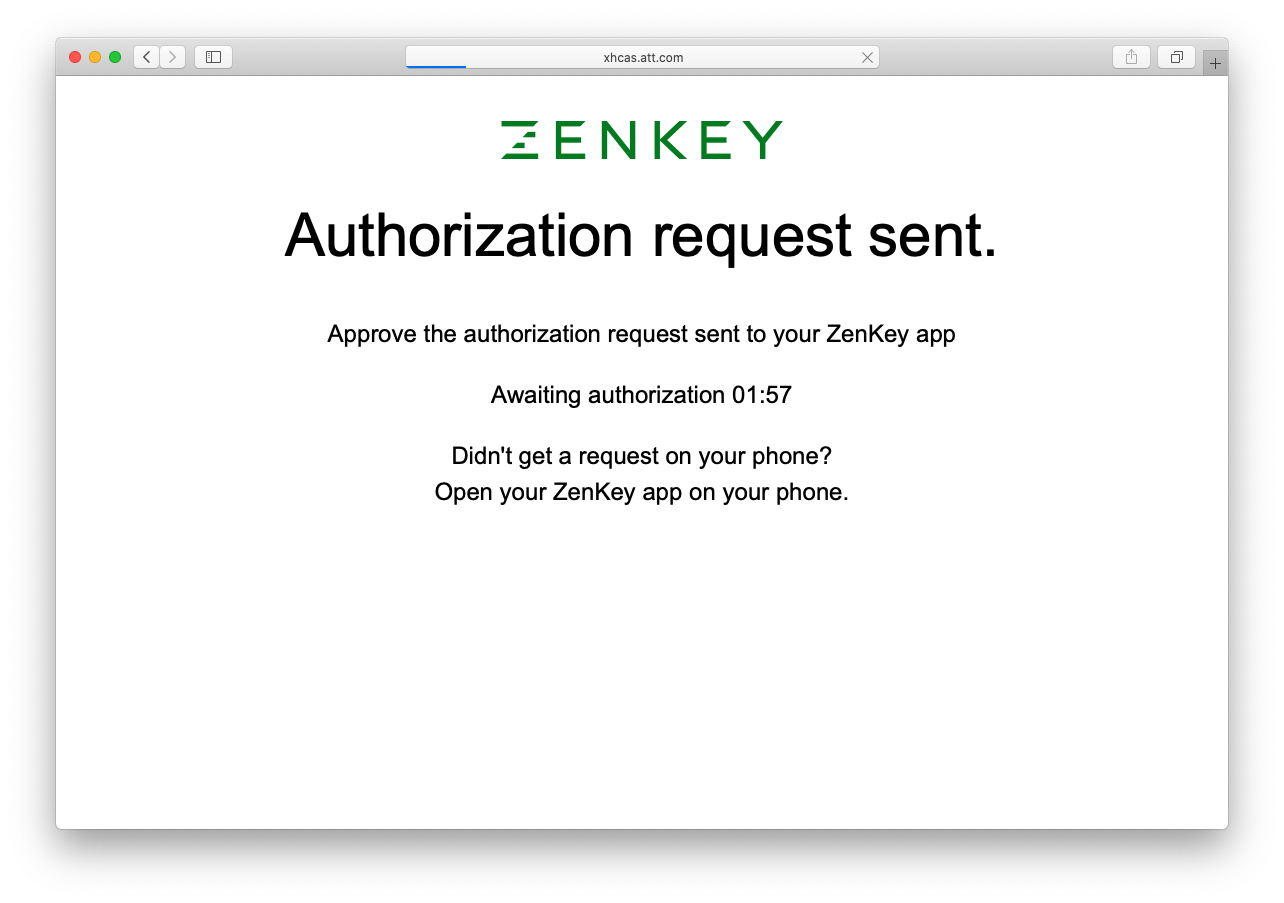 xhcas.att.com
ZENKEY
Authorization request sent.
Approve the authorization request sent to your ZenKey app
Awaiting authorization 01:57
Didn't get a request on your phone?
Open your ZenKey app on your phone.